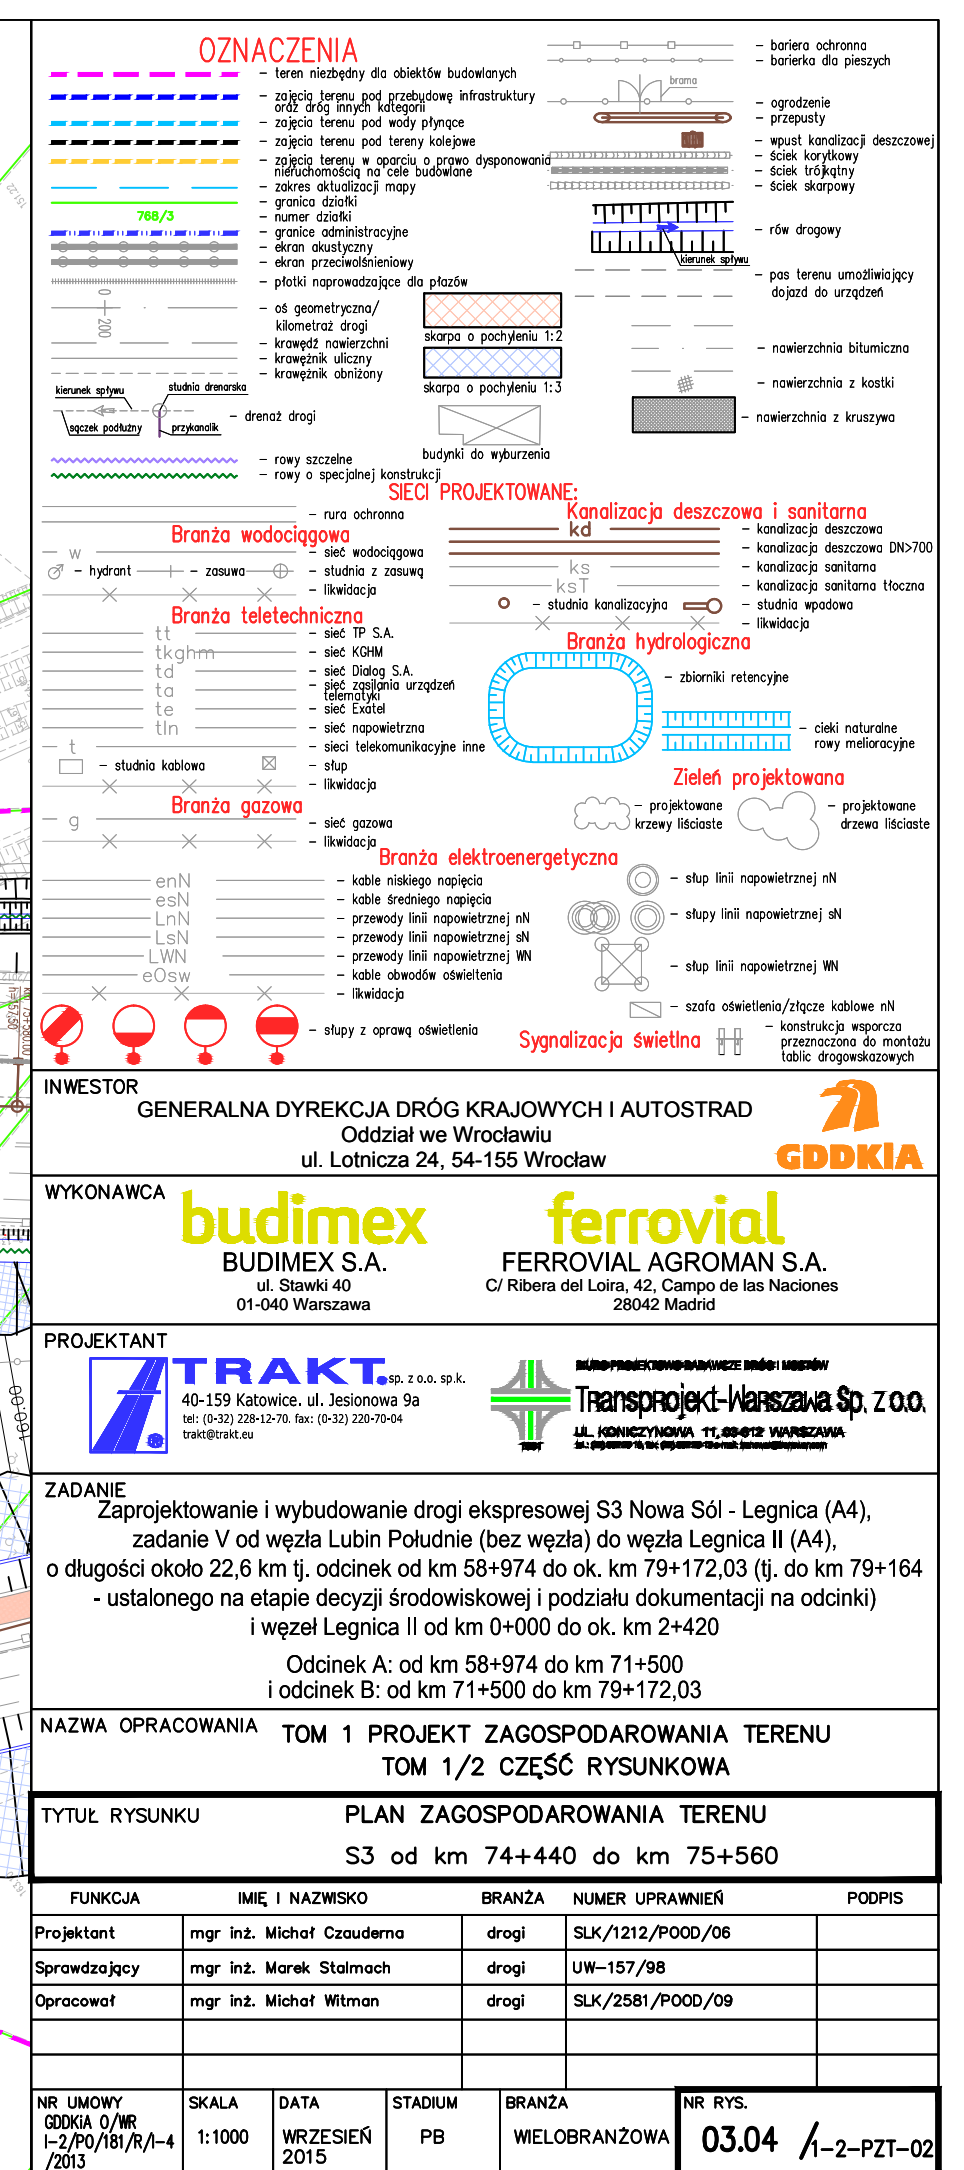 OZNACZENIA
– teren niezbędny dla obiektów budowlanych
– zajęcia terenu pod przebudowę infrastruktury
oraz dróg innych kategorii
– zajęcia terenu pod wody płynące
– zajęcia terenu pod tereny kolejowe
– zajęcia terenu w oparciu o prawo dysponowania
nieruchomością na cele budowlane
– zakres aktualizacji mapy
– granica działki
768/3 – numer działki
– granice administracyjne
– ekran akustyczny
– ekran przeciwolśnieniowy
– płotki naprowadzające dla płazów
0
200
– oś geometryczna/
kilometraż drogi
– krawędź nawierzchni
– krawężnik uliczny
– krawężnik obniżony
kierunek spływu
studnia drenarska
sączek podłużny
przykanalik
– drenaż drogi
– rowy szczelne
– rowy o specjalnej konstrukcji
skarpa o pochyleniu 1:2
skarpa o pochyleniu 1:3
budynki do wyburzenia
– bariera ochronna
– barierka dla pieszych
brama
– ogrodzenie
– przepusty
– wpust kanalizacji deszczowej
– ściek korytkowy
– ściek trójkątny
– ściek skarpowy
– rów drogowy
kierunek spływu
– pas terenu umożliwiający
dojazd do urządzeń
– nawierzchnia bitumiczna
– nawierzchnia z kostki
– nawierzchnia z kruszywa
SIECI PROJEKTOWANE:
– rura ochronna
Branża wodociągowa
w – sieć wodociągowa
– hydrant – zasuwa – studnia z zasuwą
– likwidacja
Branża teletechniczna
tt – sieć TP S.A.
tkghm – sieć KGHM
td – sieć Dialog S.A.
ta – sieć zasilania urządzeń
telematyki
te – sieć Exatel
tln – sieć napowietrzna
t – sieci telekomunikacyjne inne
– studnia kablowa – słup
– likwidacja
Branża gazowa
g – sieć gazowa
– likwidacja
Kanalizacja deszczowa i sanitarna
kd – kanalizacja deszczowa
– kanalizacja deszczowa DN>700
ks – kanalizacja sanitarna
ksT – kanalizacja sanitarna tłoczna
– studnia kanalizacyjna – studnia wpadowa
– likwidacja
Branża hydrologiczna
– zbiorniki retencyjne
– cieki naturalne
rowy melioracyjne
Zieleń projektowana
– projektowane
krzewy liściaste
– projektowane
drzewa liściaste
Branża elektroenergetyczna
enN – kable niskiego napięcia
esN – kable średniego napięcia
LnN – przewody linii napowietrznej nN
LsN – przewody linii napowietrznej sN
LWN – przewody linii napowietrznej WN
eOsw – kable obwodów oświeltenia
– likwidacja
– słupy z oprawą oświetlenia
– słup linii napowietrznej nN
– słupy linii napowietrznej sN
– słup linii napowietrznej WN
– szafa oświetlenia/złącze kablowe nN
Sygnalizacja świetlna
– konstrukcja wsporcza
przeznaczona do montażu
tablic drogowskazowych
INWESTOR
GENERALNA DYREKCJA DRÓG KRAJOWYCH I AUTOSTRAD
Oddział we Wrocławiu
ul. Lotnicza 24, 54-155 Wrocław
GDDKIA
WYKONAWCA
budimex
BUDIMEX S.A.
ul. Stawki 40
01-040 Warszawa
ferrovial
FERROVIAL AGROMAN S.A.
C/ Ribera del Loira, 42, Campo de las Naciones
28042 Madrid
PROJEKTANT
TRAKT sp. z o.o. sp.k.
40-159 Katowice. ul. Jesionowa 9a
tel: (0-32) 228-12-70. fax: (0-32) 220-70-04
trakt@trakt.eu
BIURO PROJEKTOWO-BADAWCZE DRÓG I MOSTÓW
Transprojekt-Warszawa Sp. z o.o.
UL. KONICZYNOWA 11, 03-612 WARSZAWA
ZADANIE
Zaprojektowanie i wybudowanie drogi ekspresowej S3 Nowa Sól - Legnica (A4),
zadanie V od węzła Lubin Południe (bez węzła) do węzła Legnica II (A4),
o długości około 22,6 km tj. odcinek od km 58+974 do ok. km 79+172,03 (tj. do km 79+164
- ustalonego na etapie decyzji środowiskowej i podziału dokumentacji na odcinki)
i węzeł Legnica II od km 0+000 do ok. km 2+420
Odcinek A: od km 58+974 do km 71+500
i odcinek B: od km 71+500 do km 79+172,03
NAZWA OPRACOWANIA
TOM 1 PROJEKT ZAGOSPODAROWANIA TERENU
TOM 1/2 CZĘŚĆ RYSUNKOWA
TYTUŁ RYSUNKU
PLAN ZAGOSPODAROWANIA TERENU
S3 od km 74+440 do km 75+560
FUNKCJA IMIĘ I NAZWISKO BRANŻA NUMER UPRAWNIEŃ PODPIS
Projektant mgr inż. Michał Czauderna drogi SLK/1212/POOD/06
Sprawdzający mgr inż. Marek Stalmach drogi UW-157/98
Opracował mgr inż. Michał Witman drogi SLK/2581/POOD/09
NR UMOWY
GDDKiA O/WR
I-2/PO/181/R/I-4
/2013
SKALA
1:1000
DATA
WRZESIEŃ
2015
STADIUM
PB
BRANŻA
WIELOBRANŻOWA
NR RYS.
03.04 /1-2-PZT-02
151.22
km 75+580.00
h=157.50
160.00